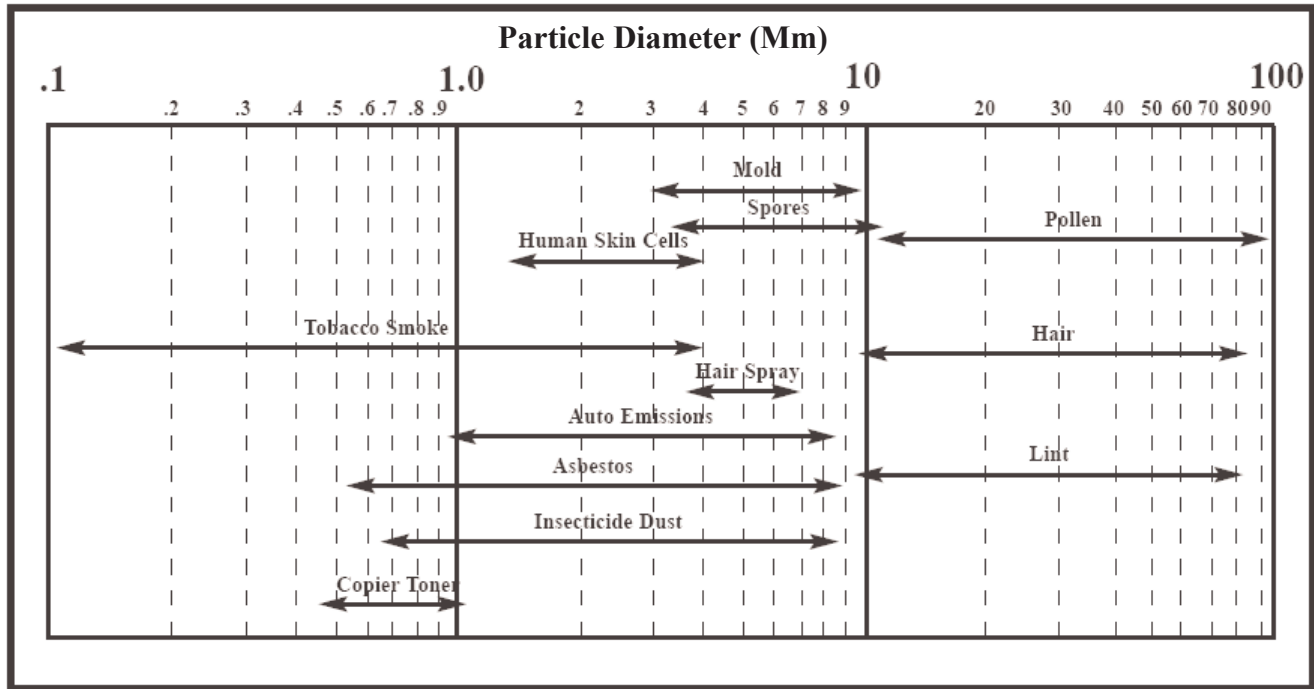 Particle Diameter (Mm)
.1 1.0 10 100
.2 .3 .4 .5 .6 .7 .8 .9 2 3 4 5 6 7 8 9 20 30 40 50 60 70 80 90
Mold
Spores
Pollen
Human Skin Cells
Tobacco Smoke
Hair
Hair Spray
Auto Emissions
Lint
Asbestos
Insecticide Dust
Copier Toner